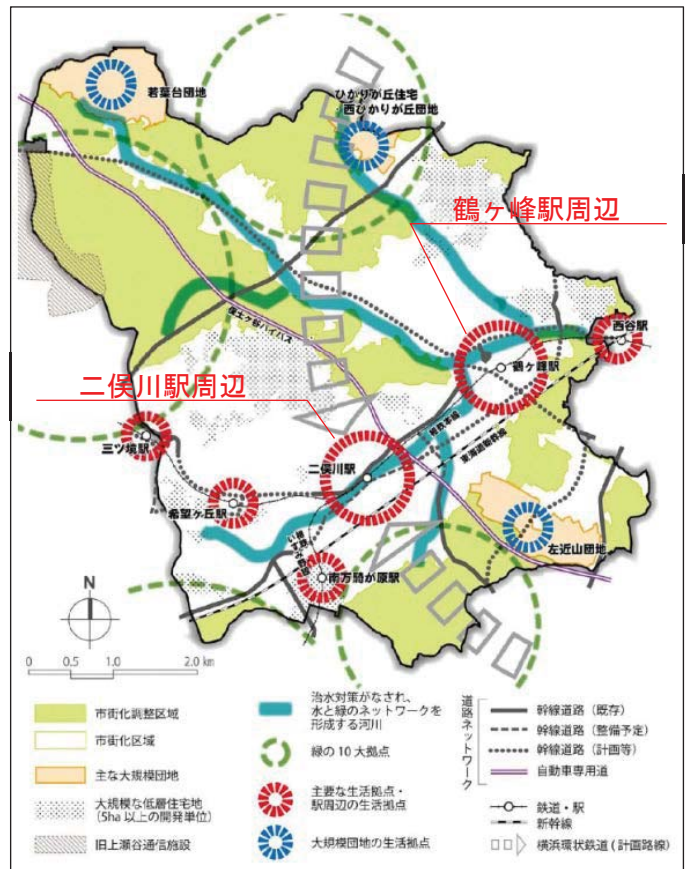 若葉台団地
ひかりが丘住宅
西ひかりが丘団地
鶴ヶ峰駅周辺
保土ヶ谷バイパス
西谷駅
鶴ヶ峰駅
二俣川駅周辺
相鉄本線
東海道新幹線
三ツ境駅
二俣川駅
希望ヶ丘駅
左近山団地
相鉄いずみ野線
南万騎が原駅
N
0 0.5 1.0 2.0 km
市街化調整区域
市街化区域
主な大規模団地
大規模な低層住宅地
(5ha 以上の開発単位)
旧上瀬谷通信施設
治水対策がなされ、
水と緑のネットワークを
形成する河川
緑の 10 大拠点
主要な生活拠点・
駅周辺の生活拠点
大規模団地の生活拠点
道路ネットワーク
幹線道路（既存）
幹線道路（整備予定）
幹線道路（計画等）
自動車専用道
鉄道・駅
新幹線
横浜環状鉄道 ( 計画路線 )